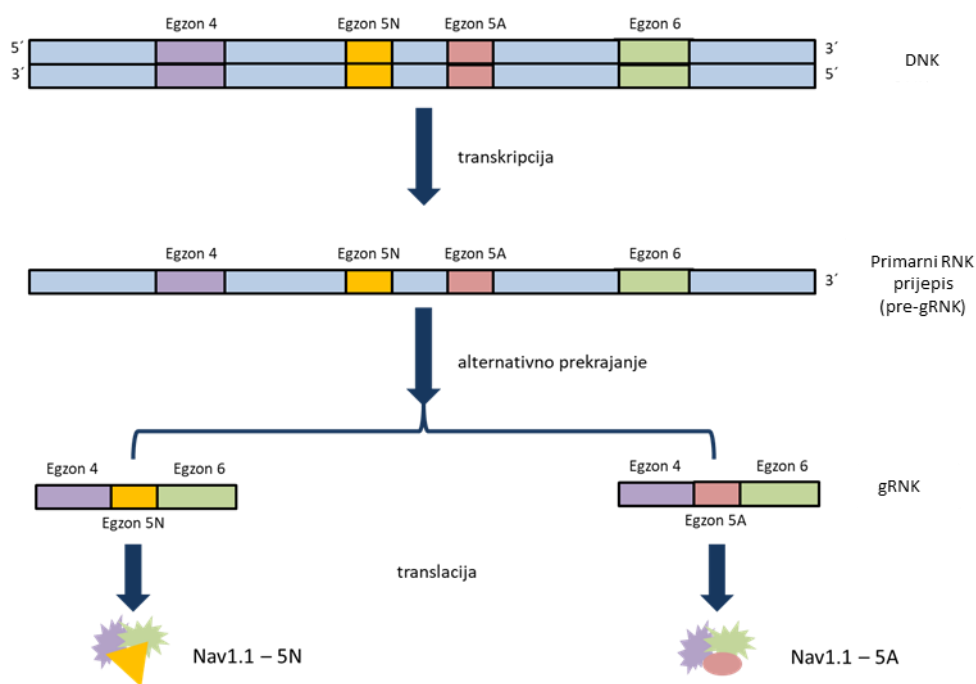 Egzon 4 Egzon 5N Egzon 5A Egzon 6
5´ 3´
3´ 5´
DNK
transkripcija
Egzon 4 Egzon 5N Egzon 5A Egzon 6
3´
Primarni RNK
prijepis
(pre-gRNK)
alternativno prekrajanje
Egzon 4 Egzon 6
Egzon 5N
Egzon 4 Egzon 6
Egzon 5A
gRNK
translacija
Nav1.1 – 5N
Nav1.1 – 5A